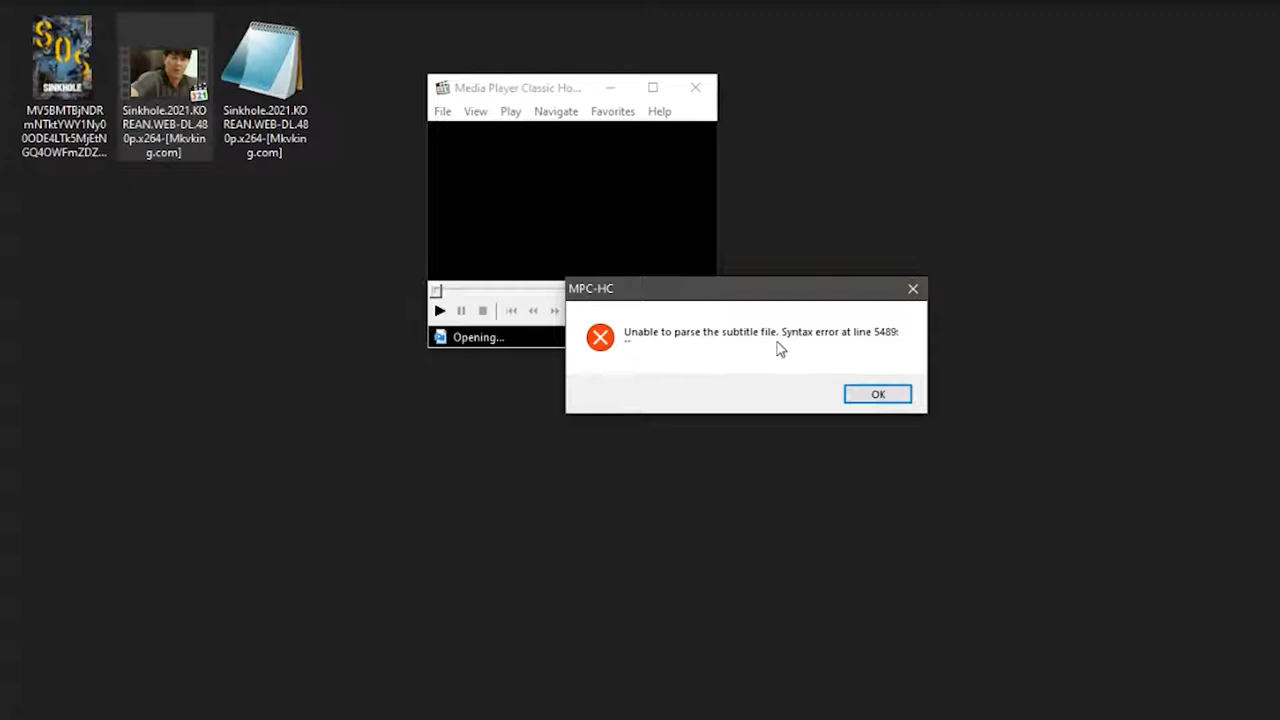 SOS
SINKHOLE
MV5BMTBjNDR
mNTktYWY1Ny0
0ODE4LTk5MjEtN
GQ4OWFmZDZ...
Sinkhole.2021.KO
REAN.WEB-DL.48
0p.x264-[Mkvkin
g.com]
Sinkhole.2021.KO
REAN.WEB-DL.48
0p.x264-[Mkvkin
g.com]
Media Player Classic Ho...
File View Play Navigate Favorites Help
Opening...
MPC-HC
Unable to parse the subtitle file. Syntax error at line 5489:
OK